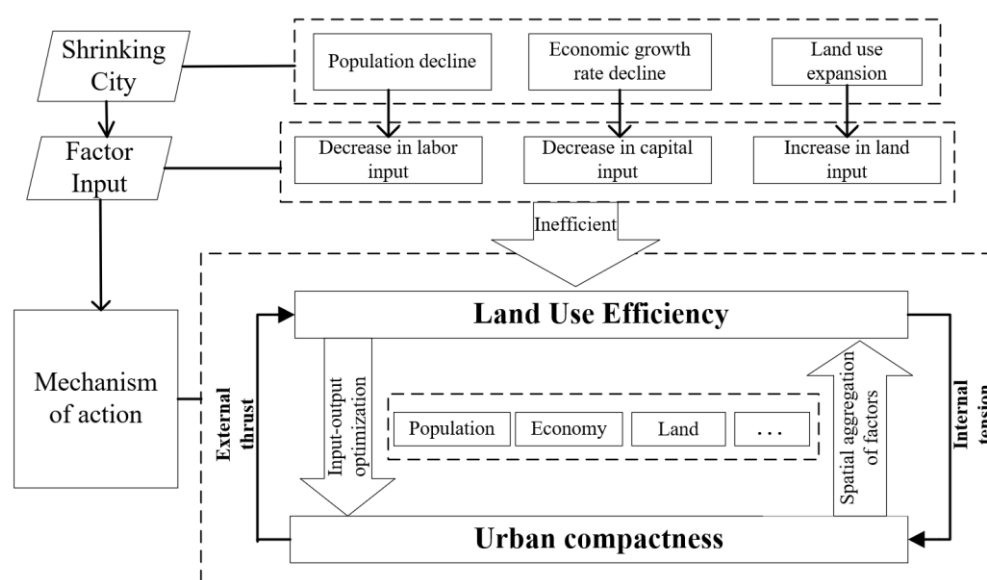 Shrinking
City
Population decline
Economic growth
rate decline
Land use
expansion
Factor
Input
Decrease in labor
input
Decrease in capital
input
Increase in land
input
Inefficient
Mechanism
of action
Land Use Efficiency
External
thrust
Input-output
optimization
Population
Economy
Land
...
Spatial aggregation
of factors
Internal
tension
Urban compactness